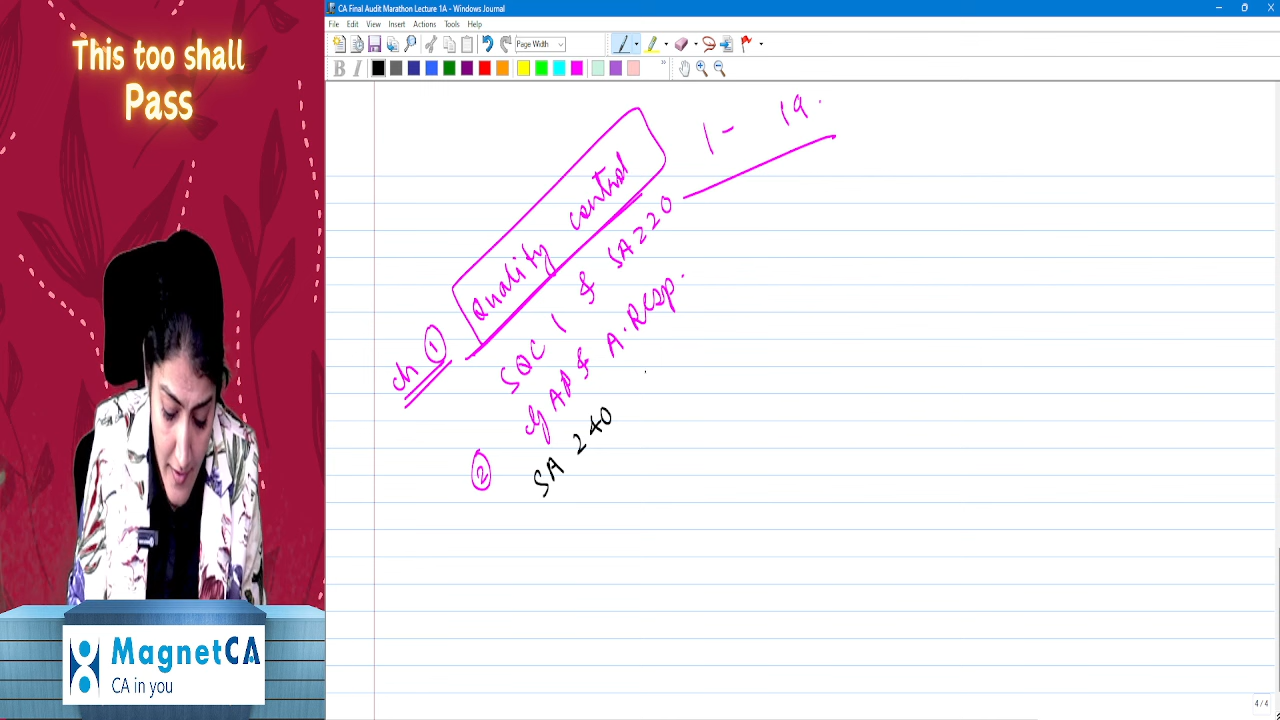 This too shall
Pass
MagnetCA
CA in you
CA Final Audit Marathon Lecture 1A - Windows Journal
File Edit View Insert Actions Tools Help
Page Width
B I
1 - 19.
ch ① Quality control
SQC 1 & SA 220
② GAP & A. Resp.
SA 240
4/4